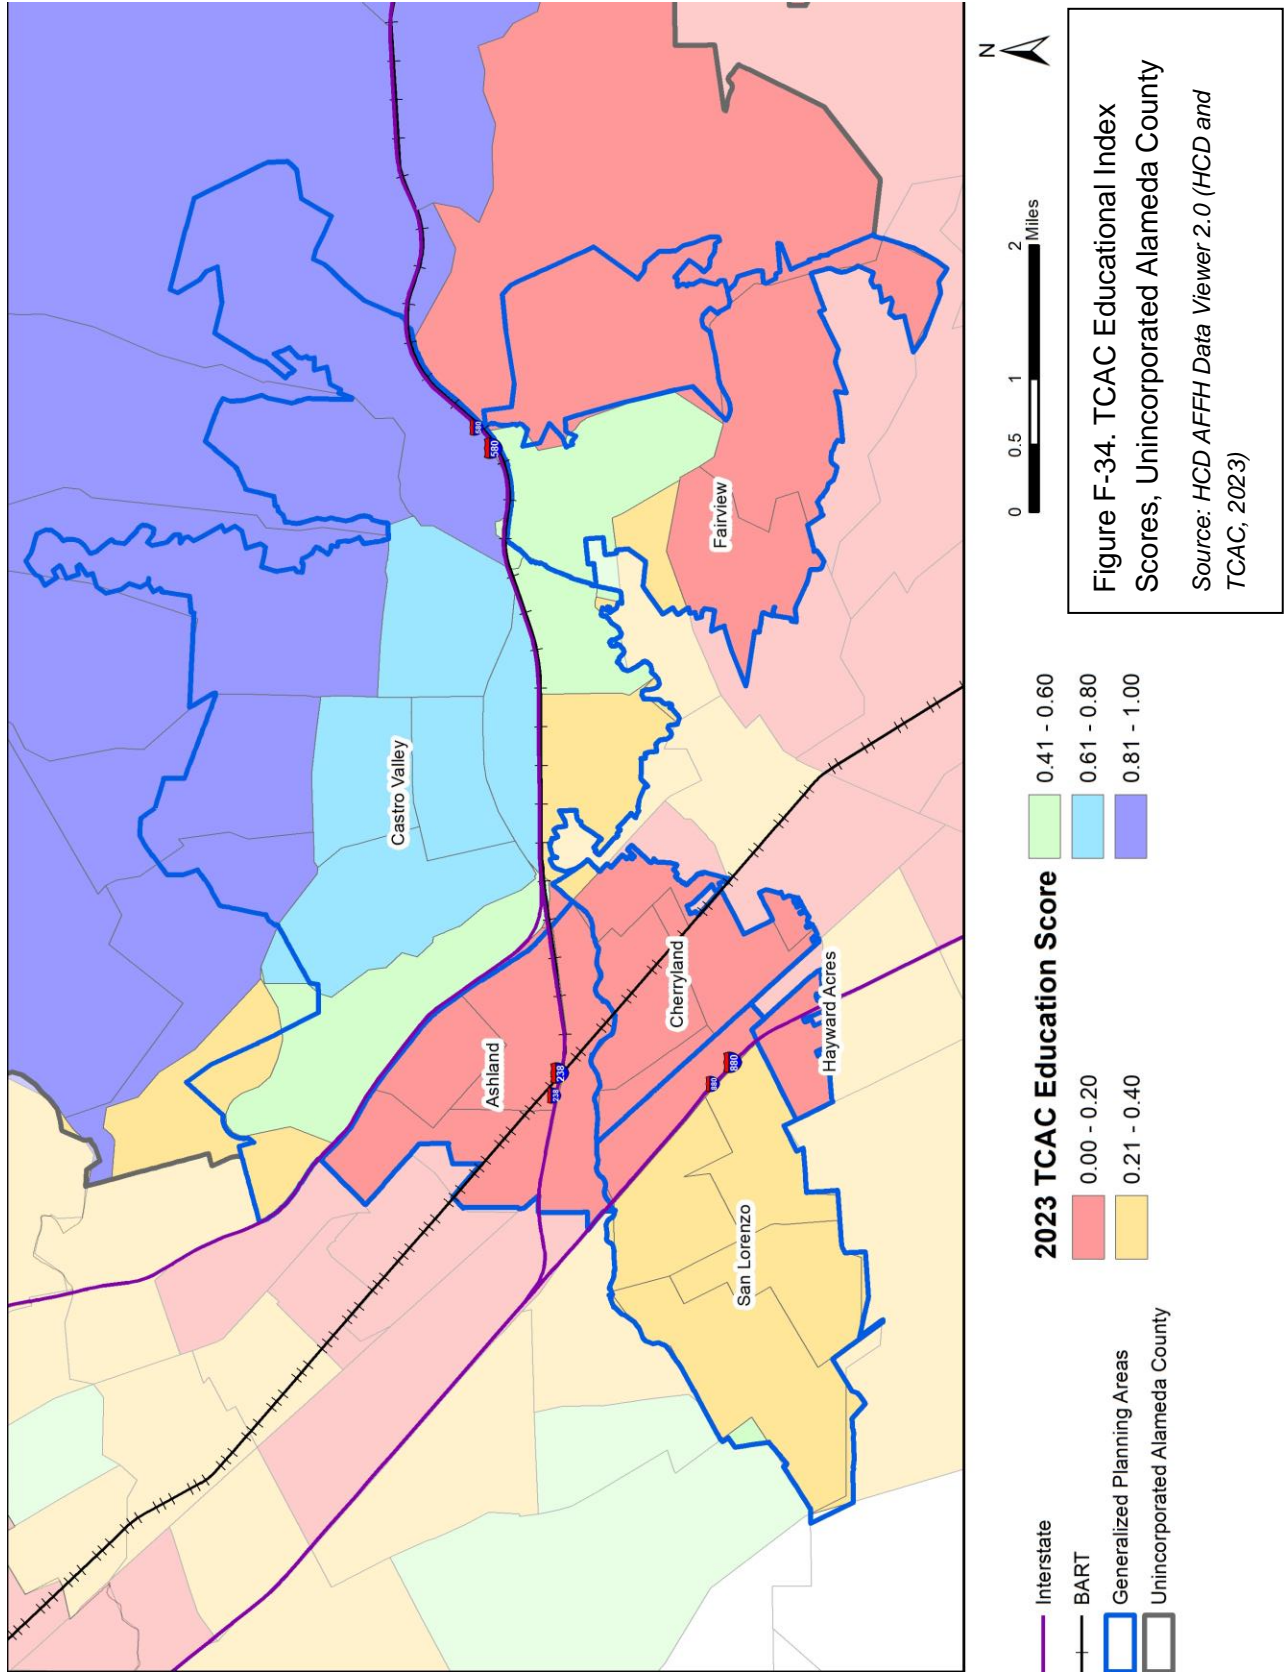 Castro Valley
Ashland
Cherryland
Hayward Acres
San Lorenzo
Fairview
580
580
238
238
880
880
N
0 0.5 1 2
Miles
Interstate
BART
Generalized Planning Areas
Unincorporated Alameda County
2023 TCAC Education Score
0.00 - 0.20
0.21 - 0.40
0.41 - 0.60
0.61 - 0.80
0.81 - 1.00
Figure F-34. TCAC Educational Index
Scores, Unincorporated Alameda County
Source: HCD AFFH Data Viewer 2.0 (HCD and
TCAC, 2023)